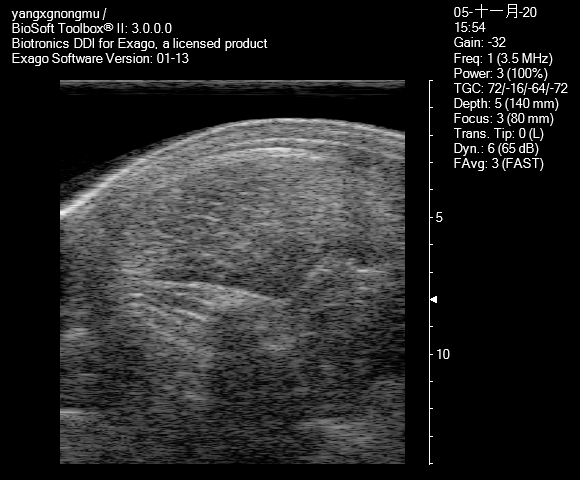 yangxgnongmu /
BioSoft Toolbox® II: 3.0.0.0
Biotronics DDI for Exago, a licensed product
Exago Software Version: 01-13
05-十一月-20
15:54
Gain: -32
Freq: 1 (3.5 MHz)
Power: 3 (100%)
TGC: 72/-16/-64/-72
Depth: 5 (140 mm)
Focus: 3 (80 mm)
Trans. Tip: 0 (L)
Dyn.: 6 (65 dB)
FAvg: 3 (FAST)
5
10